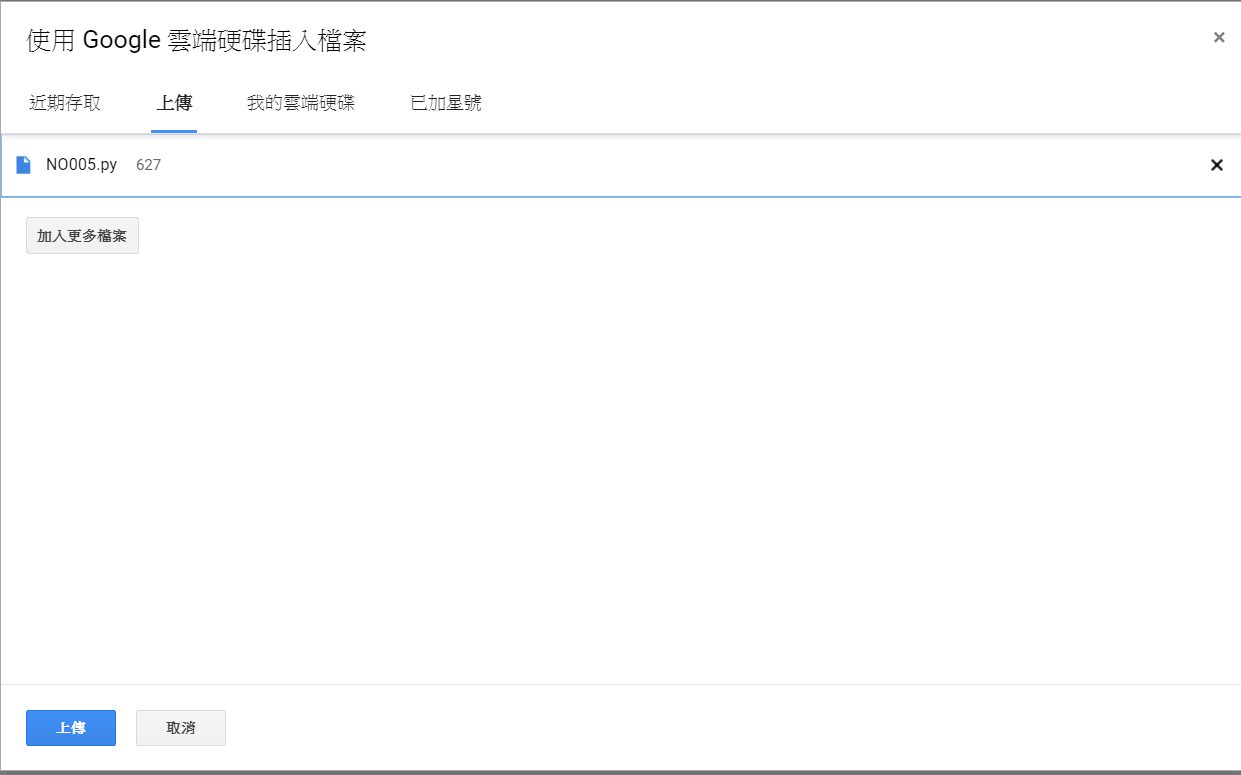 使用 Google 雲端硬碟插入檔案
近期存取 上傳 我的雲端硬碟 已加星號
NO005.py 627
加入更多檔案
上傳 取消